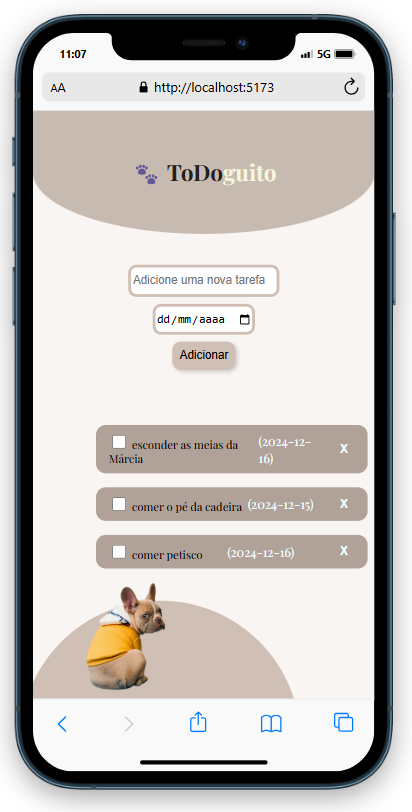 11:07 5G
AA http://localhost:5173
ToDoguito
Adicione uma nova tarefa
dd/mm/aaaa
Adicionar
esconder as meias da Márcia (2024-12-16) X
comer o pé da cadeira (2024-12-15) X
comer petisco (2024-12-16) X